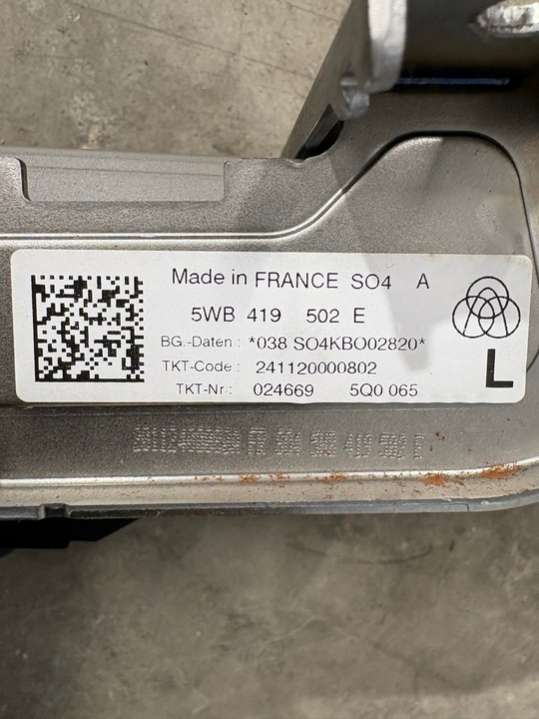 Made in FRANCE SO4 A
5WB 419 502 E
BG.-Daten : *038 SO4KBO02820*
TKT-Code : 241120000802
TKT-Nr : 024669 5Q0 065
L